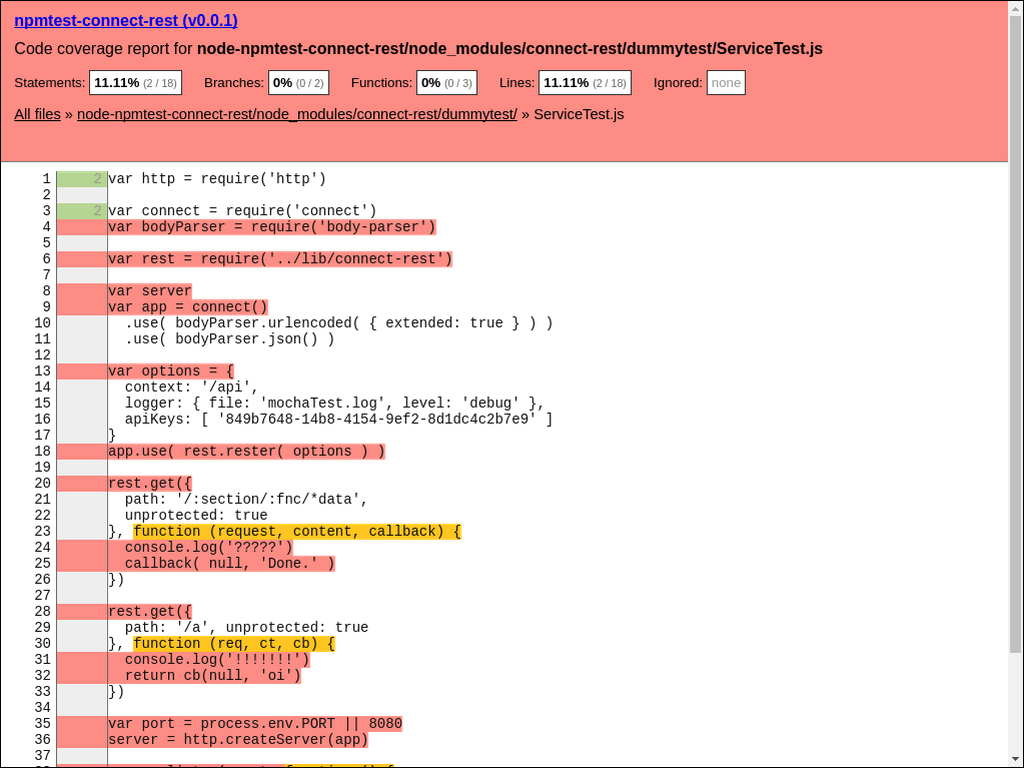 npmtest-connect-rest (v0.0.1)
Code coverage report for node-npmtest-connect-rest/node_modules/connect-rest/dummytest/ServiceTest.js
Statements: 11.11% (2 / 18) Branches: 0% (0 / 2) Functions: 0% (0 / 3) Lines: 11.11% (2 / 18) Ignored: none
All files » node-npmtest-connect-rest/node_modules/connect-rest/dummytest/ » ServiceTest.js
1 2 var http = require('http')
2
3 2 var connect = require('connect')
4 var bodyParser = require('body-parser')
5
6 var rest = require('../lib/connect-rest')
7
8 var server
9 var app = connect()
10 .use( bodyParser.urlencoded( { extended: true } ) )
11 .use( bodyParser.json() )
12
13 var options = {
14 context: '/api',
15 logger: { file: 'mochaTest.log', level: 'debug' },
16 apiKeys: [ '849b7648-14b8-4154-9ef2-8d1dc4c2b7e9' ]
17 }
18 app.use( rest.rester( options ) )
19
20 rest.get({
21 path: '/:section/:fnc/*data',
22 unprotected: true
23 }, function (request, content, callback) {
24 console.log('?????')
25 callback( null, 'Done.' )
26 })
27
28 rest.get({
29 path: '/a', unprotected: true
30 }, function (req, ct, cb) {
31 console.log('!!!!!!!')
32 return cb(null, 'oi')
33 })
34
35 var port = process.env.PORT || 8080
36 server = http.createServer(app)
37